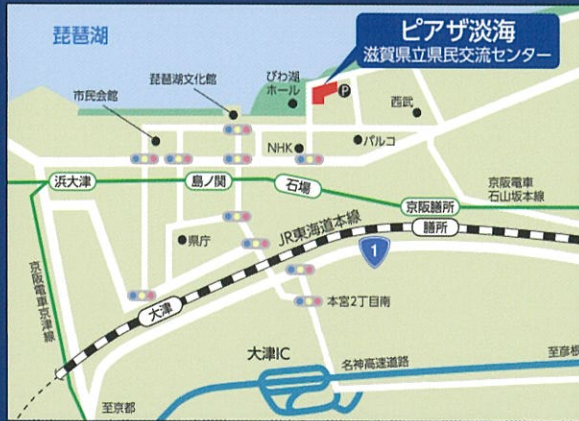 琵琶湖
ピアザ淡海
滋賀県立県民交流センター
琵琶湖文化館
びわ湖
ホール
P
市民会館
西武
NHK
パルコ
浜大津
島ノ関
石場
京阪電車
石山坂本線
京阪膳所
膳所
県庁
JR東海道本線
1
京阪電車京津線
大津
本宮2丁目南
大津IC
名神高速道路
至彦根
至京都